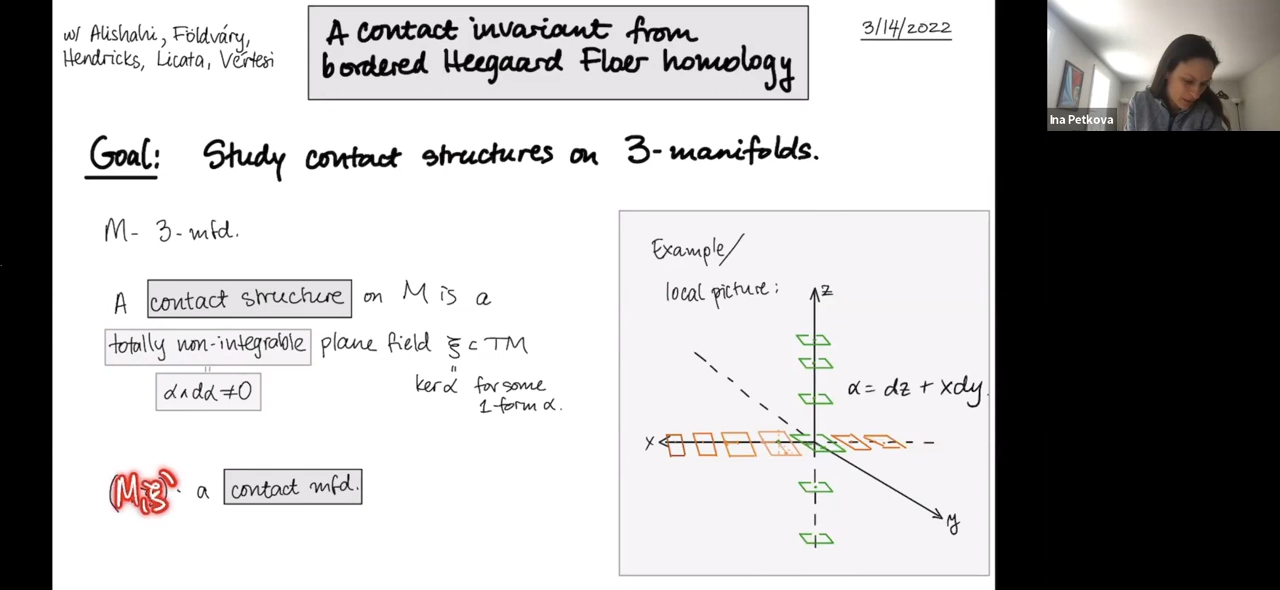 w/ Alishahi, Földváry,
Hendricks, Licata, Vértesi
A contact invariant from
bordered Heegaard Floer homology
3/14/2022
Ina Petkova
Goal: Study contact structures on 3-manifolds.
M - 3-mfd.
A contact structure on M is a
totally non-integrable plane field ξ ⊂ TM
"
α∧dα ≠ 0
"
ker α for some
1-form α.
(M, ξ) - a contact mfd.
Example/
local picture:
z
α = dz + xdy.
x
y